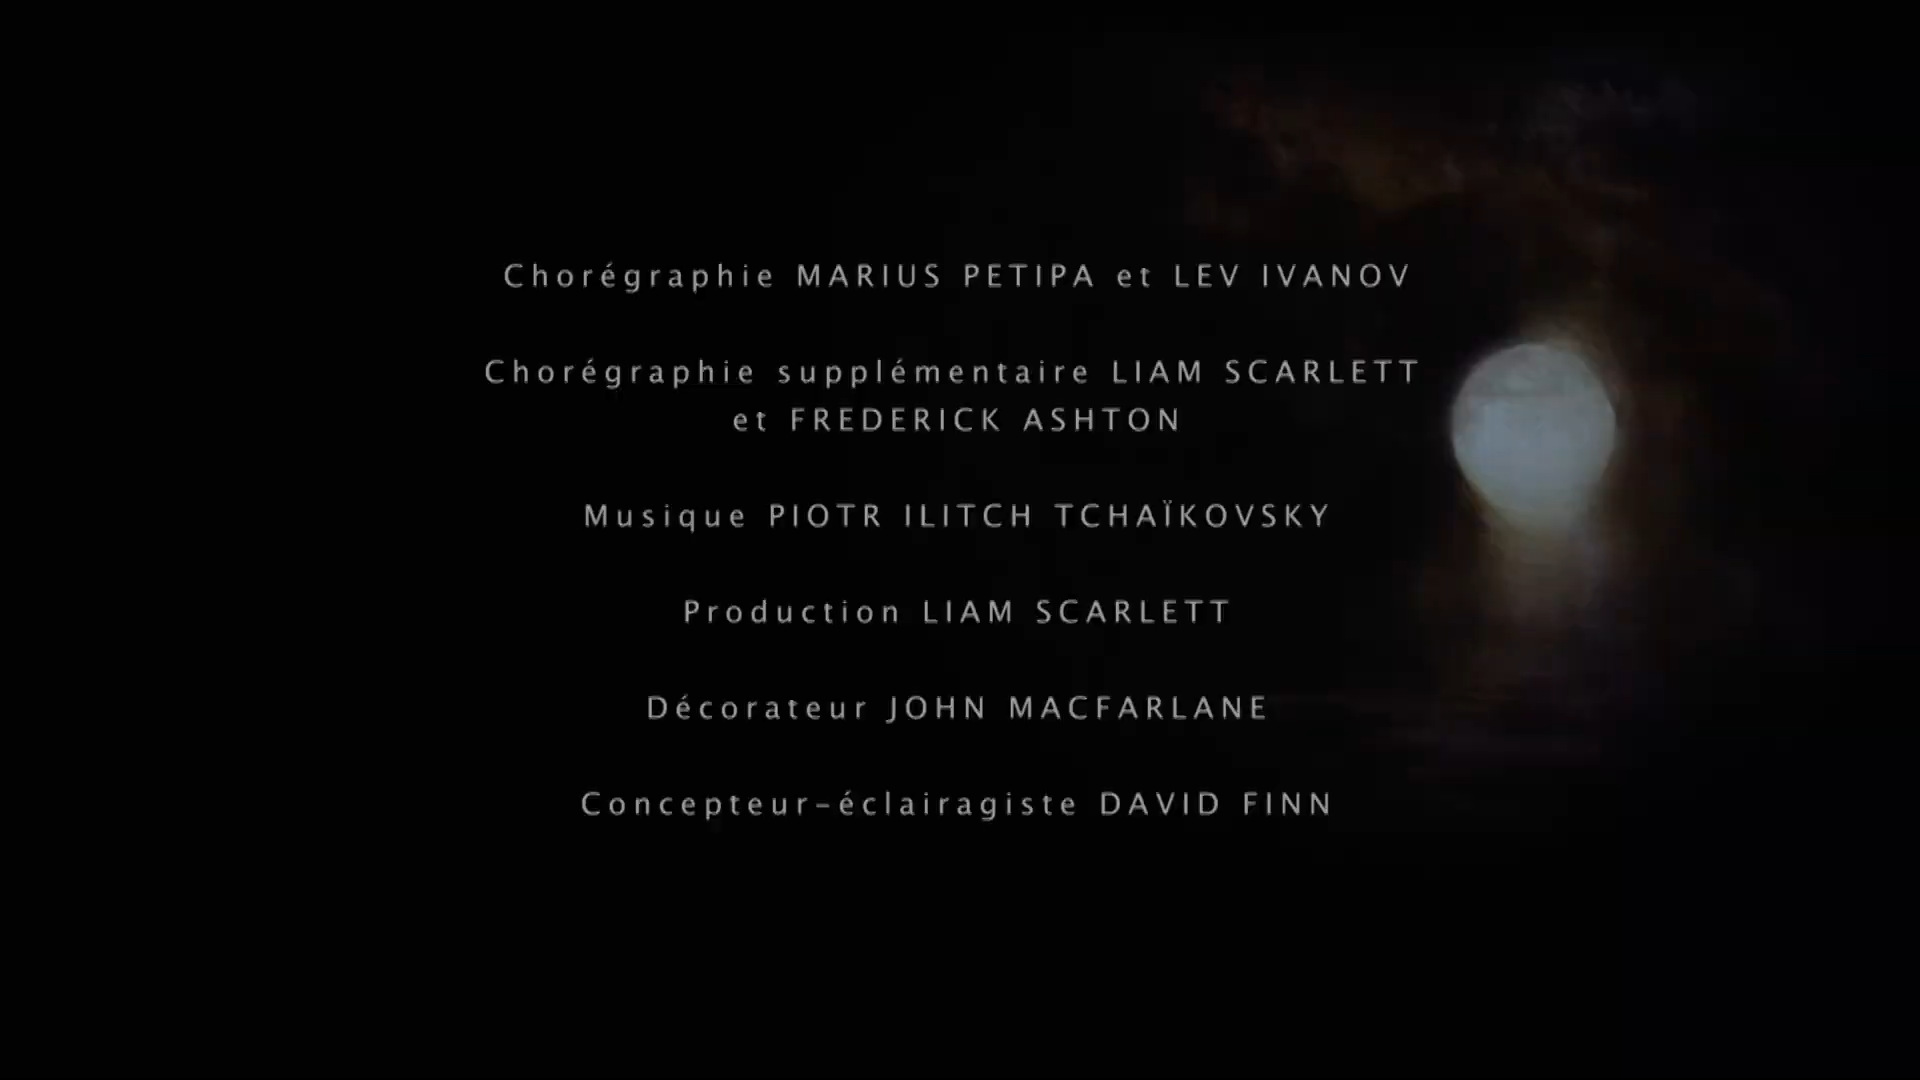 Chorégraphie MARIUS PETIPA et LEV IVANOV
Chorégraphie supplémentaire LIAM SCARLETT
et FREDERICK ASHTON
Musique PIOTR ILITCH TCHAÏKOVSKY
Production LIAM SCARLETT
Décorateur JOHN MACFARLANE
Concepteur-éclairagiste DAVID FINN